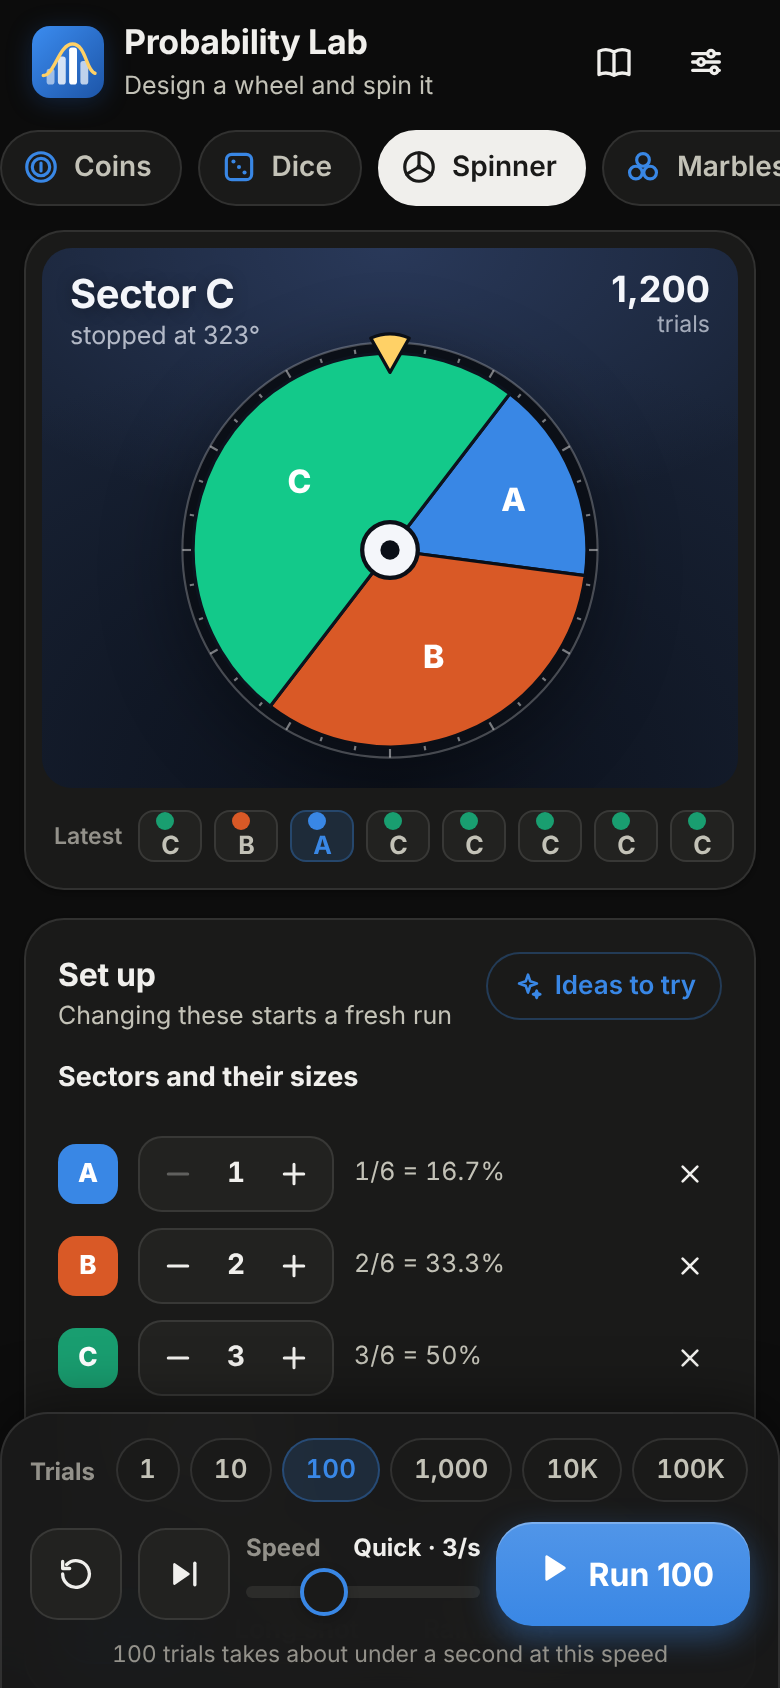 Probability Lab
Design a wheel and spin it
Coins
Dice
Spinner
Marbles
Sector C
stopped at 323°
1,200
trials
C
A
B
Latest
C
B
A
C
C
C
C
C
Set up
Changing these starts a fresh run
Ideas to try
Sectors and their sizes
A − 1 + 1/6 = 16.7% ×
B − 2 + 2/6 = 33.3% ×
C − 3 + 3/6 = 50% ×
Trials 1 10 100 1,000 10K 100K
Speed Quick · 3/s
Run 100
100 trials takes about under a second at this speed